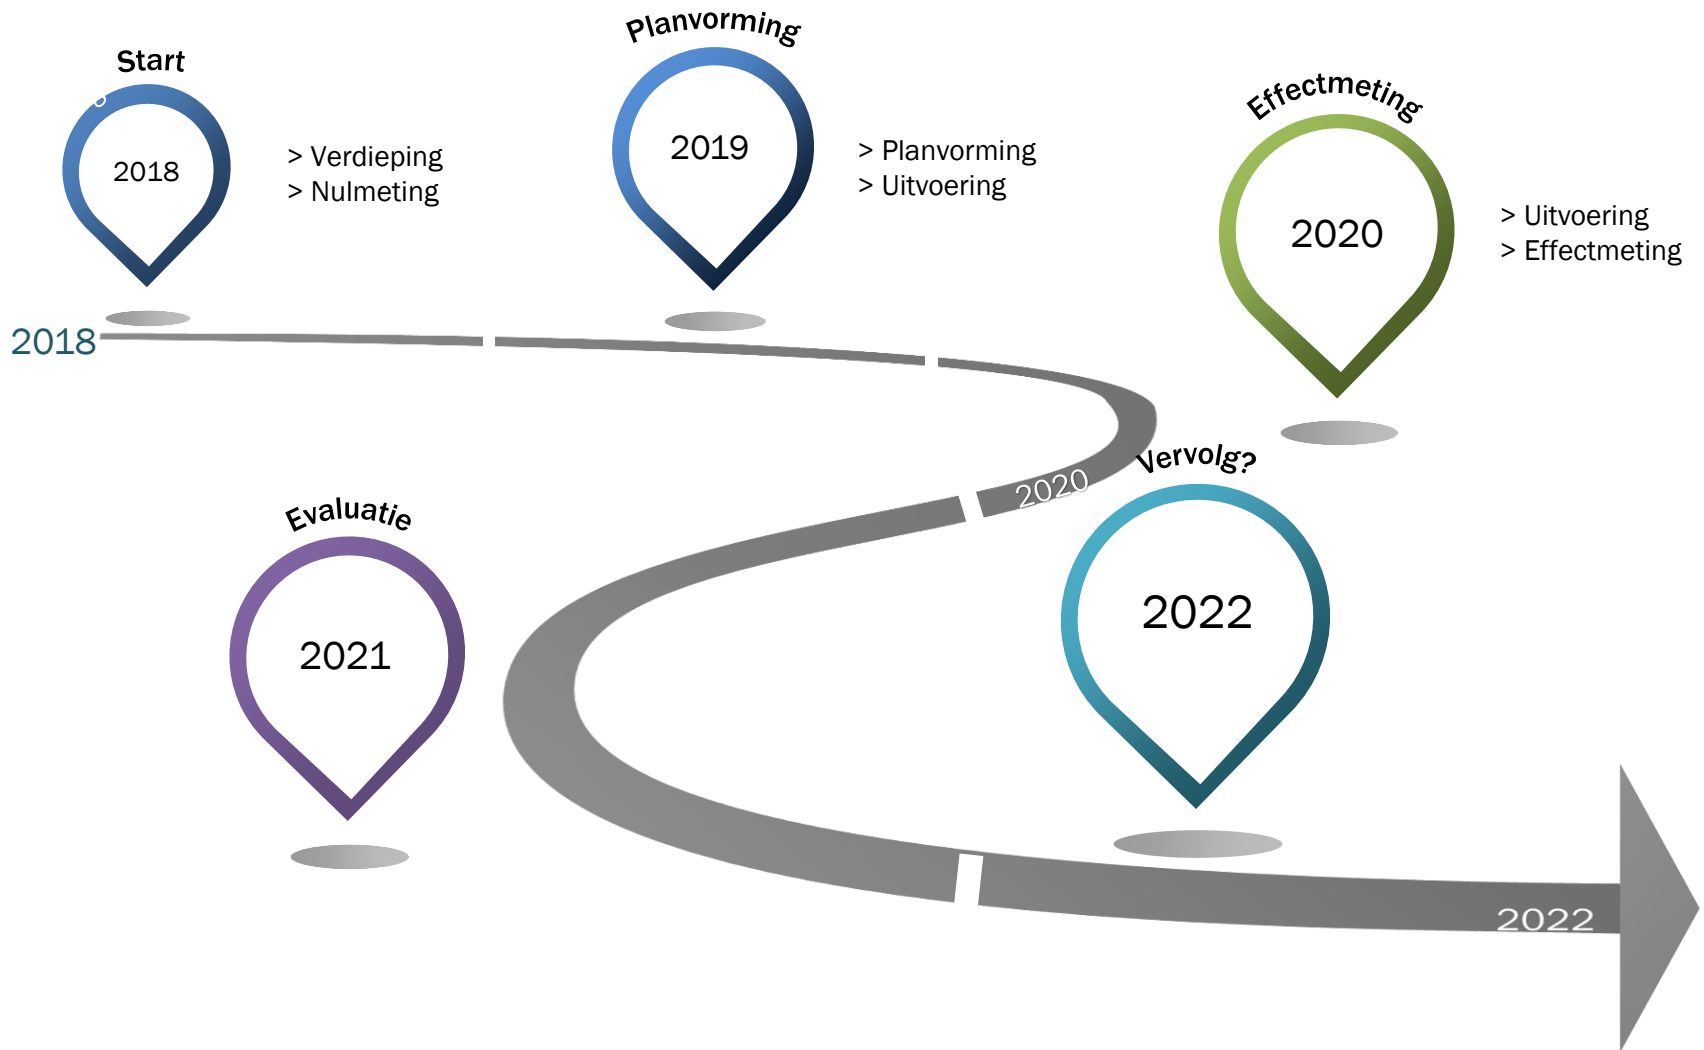 Start
2018
> Verdieping
> Nulmeting
Planvorming
2019
> Planvorming
> Uitvoering
Effectmeting
2020
> Uitvoering
> Effectmeting
2018
2020
Vervolg?
2022
Evaluatie
2021
2022